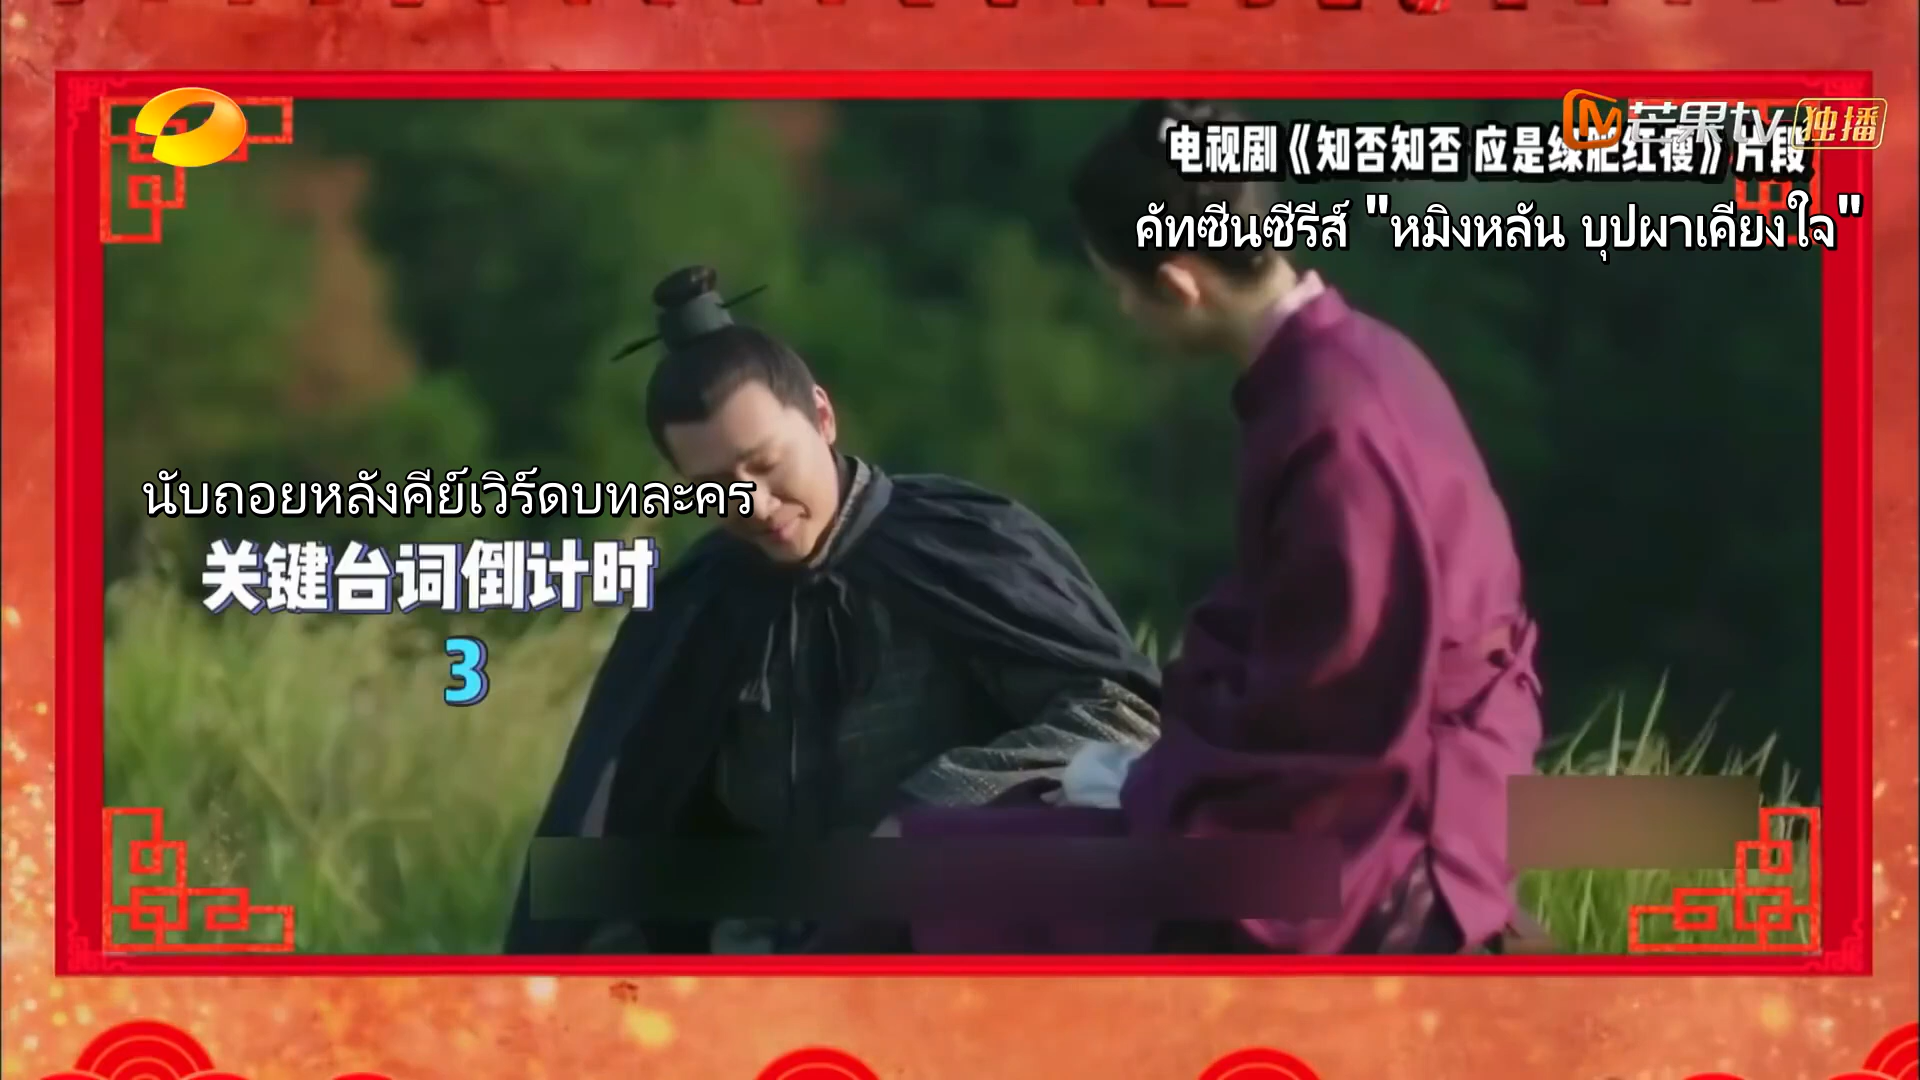 芒果tv 独播
电视剧《知否知否 应是绿肥红瘦》片段
คัทซีนซีรีส์ "หมิงหลัน บุปผาเคียงใจ"
นับถอยหลังคีย์เวิร์ดบทละคร
关键台词倒计时
3